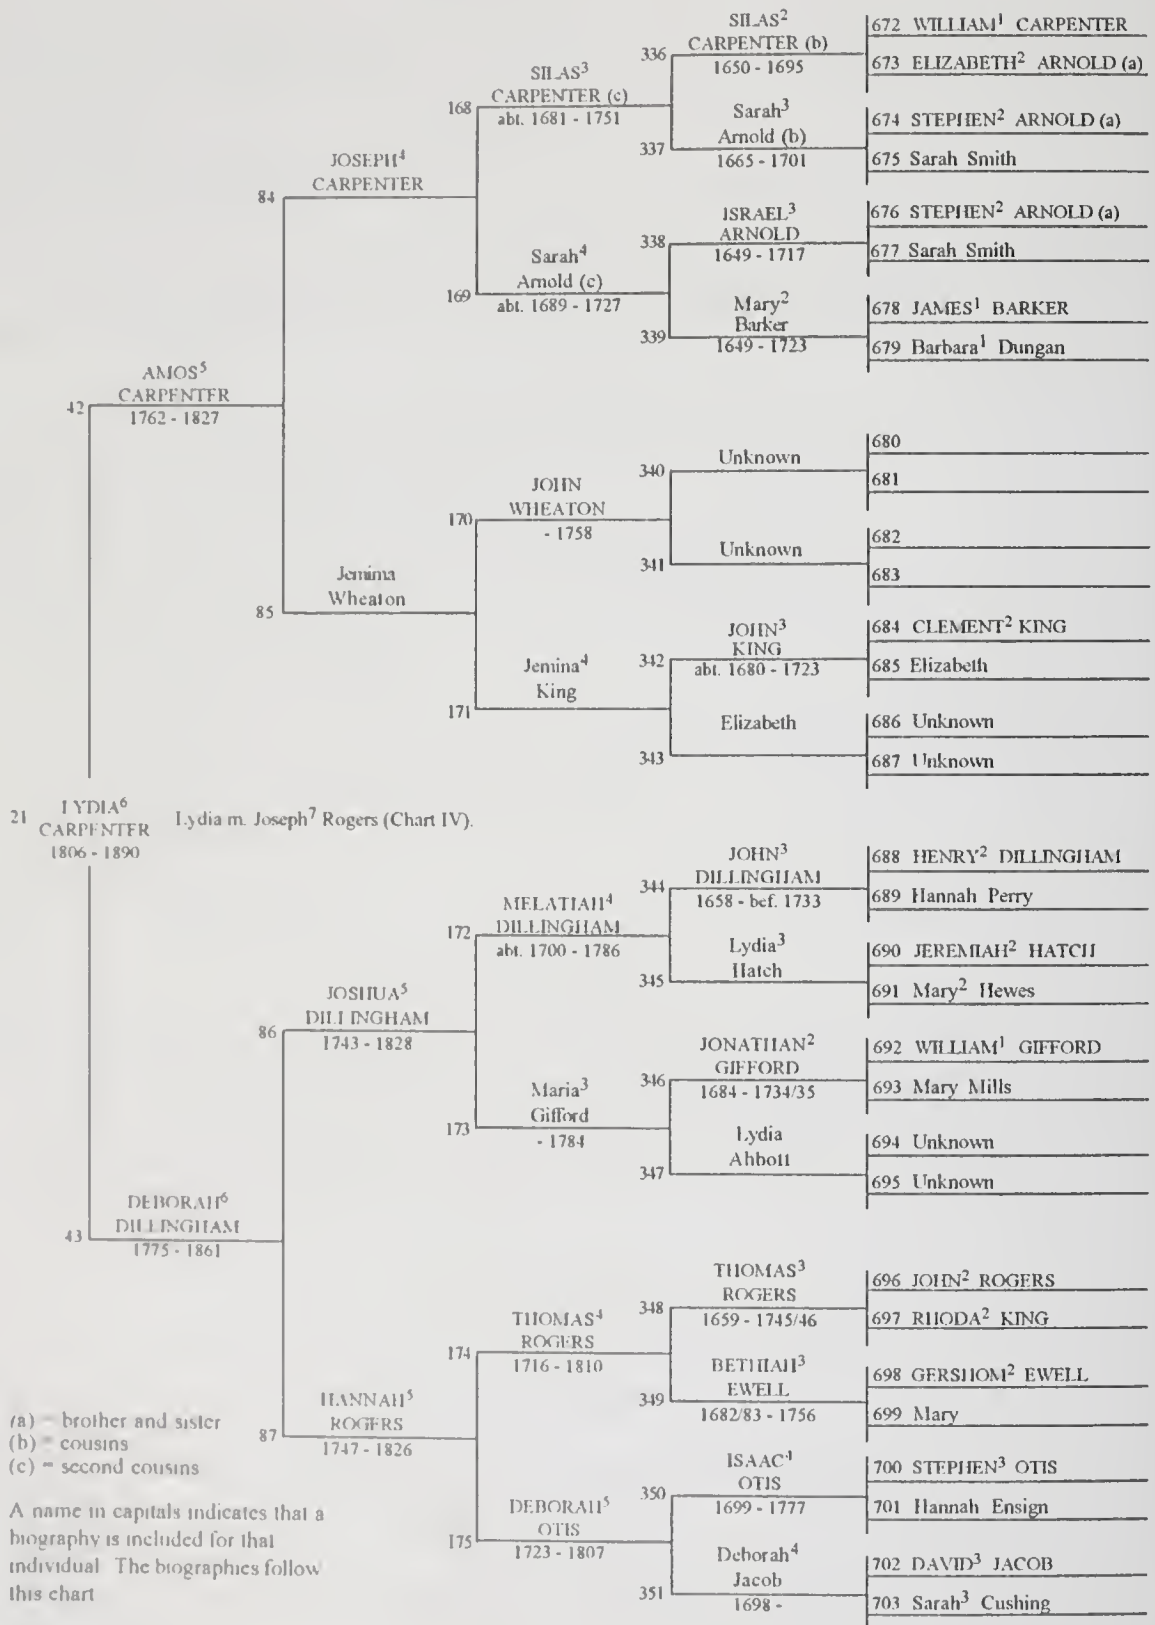 21
LYDIA⁶
CARPENTER
1806 - 1890
Lydia m. Joseph⁷ Rogers (Chart IV).
42
AMOS⁵
CARPENTER
1762 - 1827
43
DEBORAH⁶
DILLINGHAM
1775 - 1861
84
JOSEPH⁴
CARPENTER
85
Jemima
Wheaton
86
JOSHUA⁵
DILLINGHAM
1743 - 1828
87
HANNAH⁵
ROGERS
1747 - 1826
168
SILAS³
CARPENTER (c)
abt. 1681 - 1751
169
Sarah⁴
Arnold (c)
abt. 1689 - 1727
170
JOHN
WHEATON
- 1758
171
Jemina⁴
King
172
MELATIAH⁴
DILLINGHAM
abt. 1700 - 1786
173
Maria³
Gifford
- 1784
174
THOMAS⁴
ROGERS
1716 - 1810
175
DEBORAH⁵
OTIS
1723 - 1807
336
SILAS²
CARPENTER (b)
1650 - 1695
337
Sarah³
Arnold (b)
1665 - 1701
338
ISRAEL³
ARNOLD
1649 - 1717
339
Mary²
Barker
1649 - 1723
340
Unknown
341
Unknown
342
JOHN³
KING
abt. 1680 - 1723
343
Elizabeth
344
JOHN³
DILLINGHAM
1658 - bef. 1733
345
Lydia³
Hatch
346
JONATHAN²
GIFFORD
1684 - 1734/35
347
Lydia
Abbott
348
THOMAS³
ROGERS
1659 - 1745/46
349
BETHIAH³
EWELL
1682/83 - 1756
350
ISAAC⁴
OTIS
1699 - 1777
351
Deborah⁴
Jacob
1698 -
672 WILLIAM¹ CARPENTER
673 ELIZABETH² ARNOLD (a)
674 STEPHEN² ARNOLD (a)
675 Sarah Smith
676 STEPHEN² ARNOLD (a)
677 Sarah Smith
678 JAMES¹ BARKER
679 Barbara¹ Dungan
680
681
682
683
684 CLEMENT² KING
685 Elizabeth
686 Unknown
687 Unknown
688 HENRY² DILLINGHAM
689 Hannah Perry
690 JEREMIAH² HATCH
691 Mary² Hewes
692 WILLIAM¹ GIFFORD
693 Mary Mills
694 Unknown
695 Unknown
696 JOHN² ROGERS
697 RHODA² KING
698 GERSHOM² EWELL
699 Mary
700 STEPHEN³ OTIS
701 Hannah Ensign
702 DAVID³ JACOB
703 Sarah³ Cushing
(a) = brother and sister
(b) = cousins
(c) = second cousins
A name in capitals indicates that a
biography is included for that
individual The biographies follow
this chart